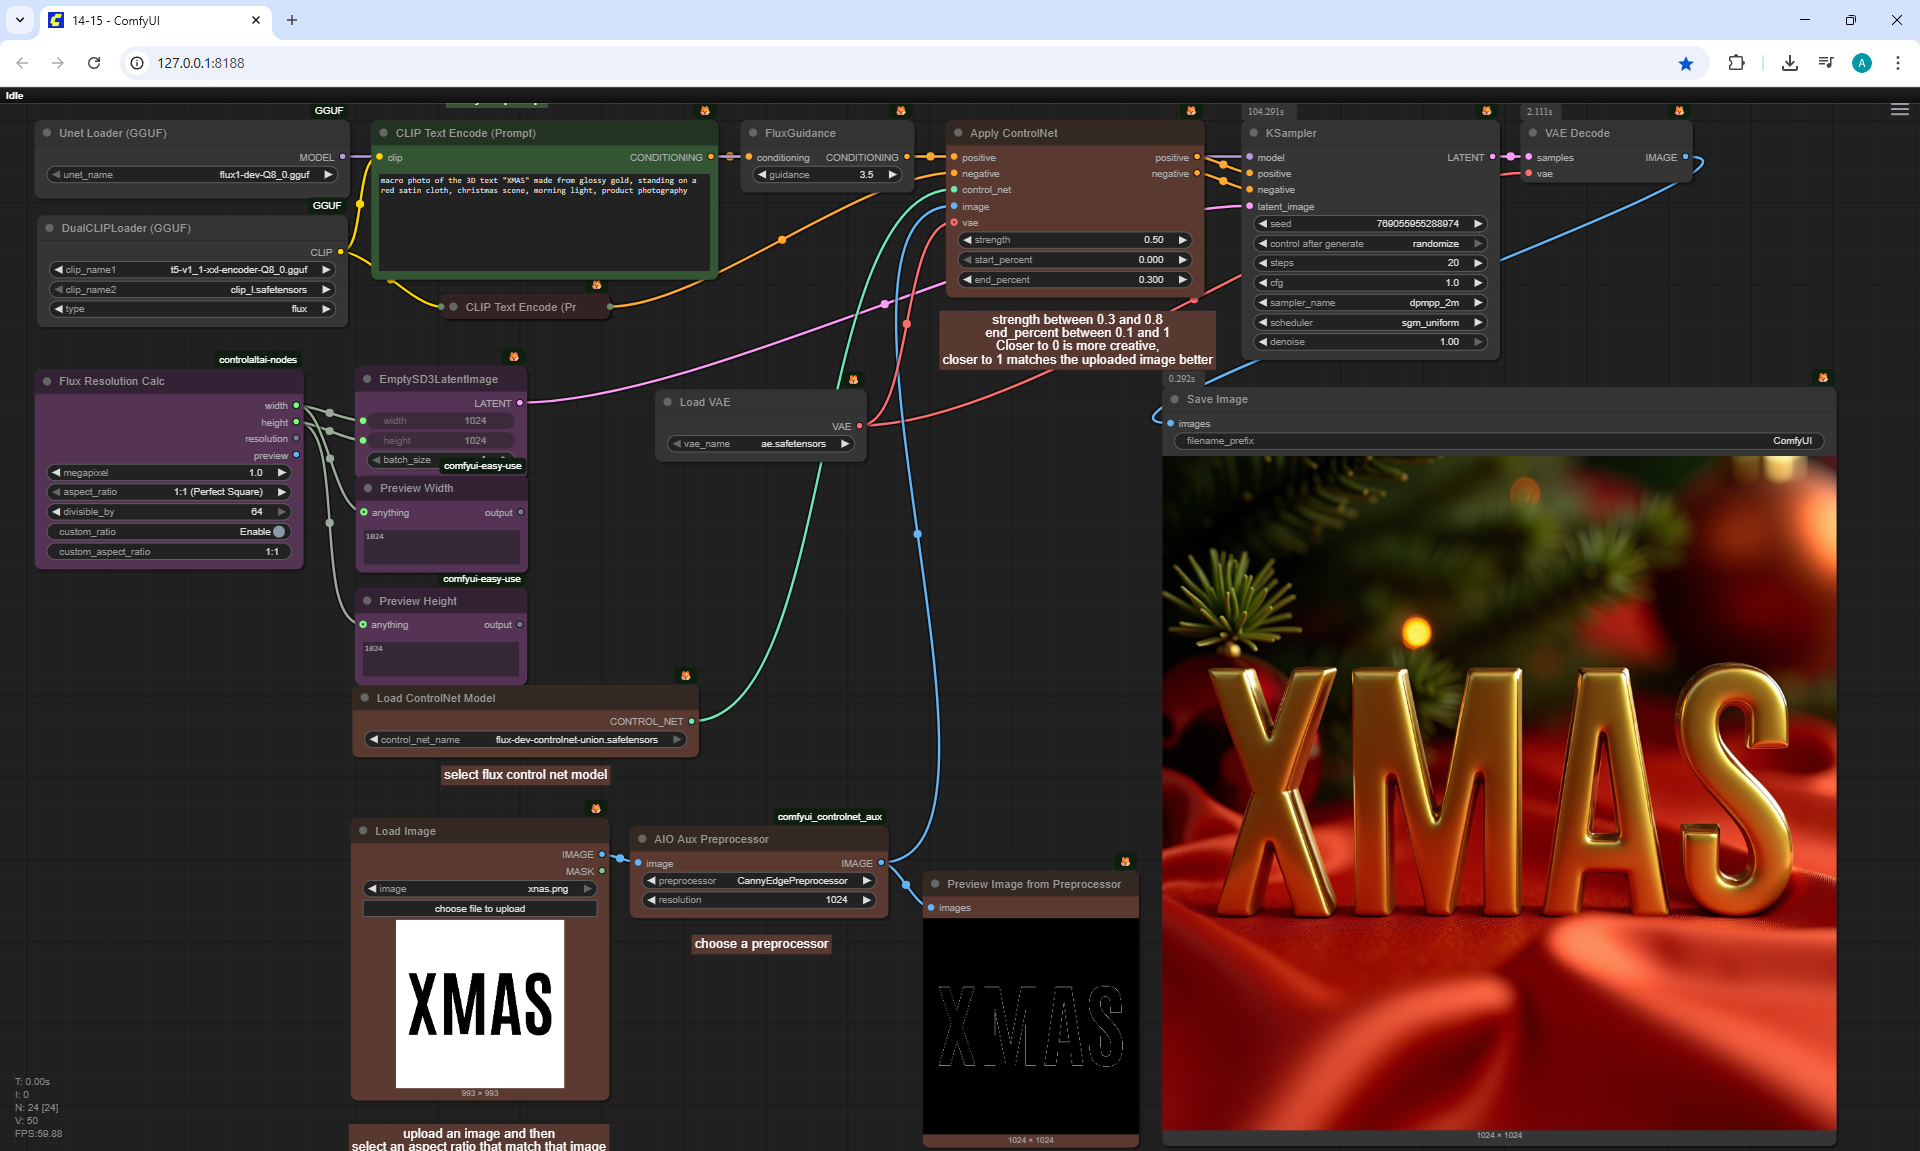 14-15 - ComfyUI
127.0.0.1:8188
A
Idle
GGUF
Unet Loader (GGUF)
MODEL
unet_name flux1-dev-Q8_0.gguf
GGUF
DualCLIPLoader (GGUF)
CLIP
clip_name1 t5-v1_1-xxl-encoder-Q8_0.gguf
clip_name2 clip_l.safetensors
type flux
CLIP Text Encode (Prompt)
clip CONDITIONING
macro photo of the 3D text "XMAS" made from glossy gold, standing on a
red satin cloth, christmas scene, morning light, product photography
CLIP Text Encode (Pr
FluxGuidance
conditioning CONDITIONING
guidance 3.5
Apply ControlNet
positive positive
negative negative
control_net
image
vae
strength 0.50
start_percent 0.000
end_percent 0.300
strength between 0.3 and 0.8
end_percent between 0.1 and 1
Closer to 0 is more creative,
closer to 1 matches the uploaded image better
104.291s
KSampler
model LATENT
positive
negative
latent_image
seed 769055955288974
control after generate randomize
steps 20
cfg 1.0
sampler_name dpmpp_2m
scheduler sgm_uniform
denoise 1.00
2.111s
VAE Decode
samples IMAGE
vae
controlaltai-nodes
Flux Resolution Calc
width
height
resolution
preview
megapixel 1.0
aspect_ratio 1:1 (Perfect Square)
divisible_by 64
custom_ratio Enable
custom_aspect_ratio 1:1
EmptySD3LatentImage
LATENT
width 1024
height 1024
batch_size
comfyui-easy-use
Preview Width
anything output
1024
comfyui-easy-use
Preview Height
anything output
1024
Load VAE
VAE
vae_name ae.safetensors
Load ControlNet Model
CONTROL_NET
control_net_name flux-dev-controlnet-union.safetensors
select flux control net model
Load Image
IMAGE
MASK
image xnas.png
choose file to upload
XMAS
993 × 993
upload an image and then
select an aspect ratio that match that image
comfyui_controlnet_aux
AIO Aux Preprocessor
image IMAGE
preprocessor CannyEdgePreprocessor
resolution 1024
choose a preprocessor
Preview Image from Preprocessor
images
XMAS
1024 × 1024
0.292s
Save Image
images
filename_prefix ComfyUI
XMAS
1024 × 1024
T: 0.00s
I: 0
N: 24 [24]
V: 50
FPS:59.88